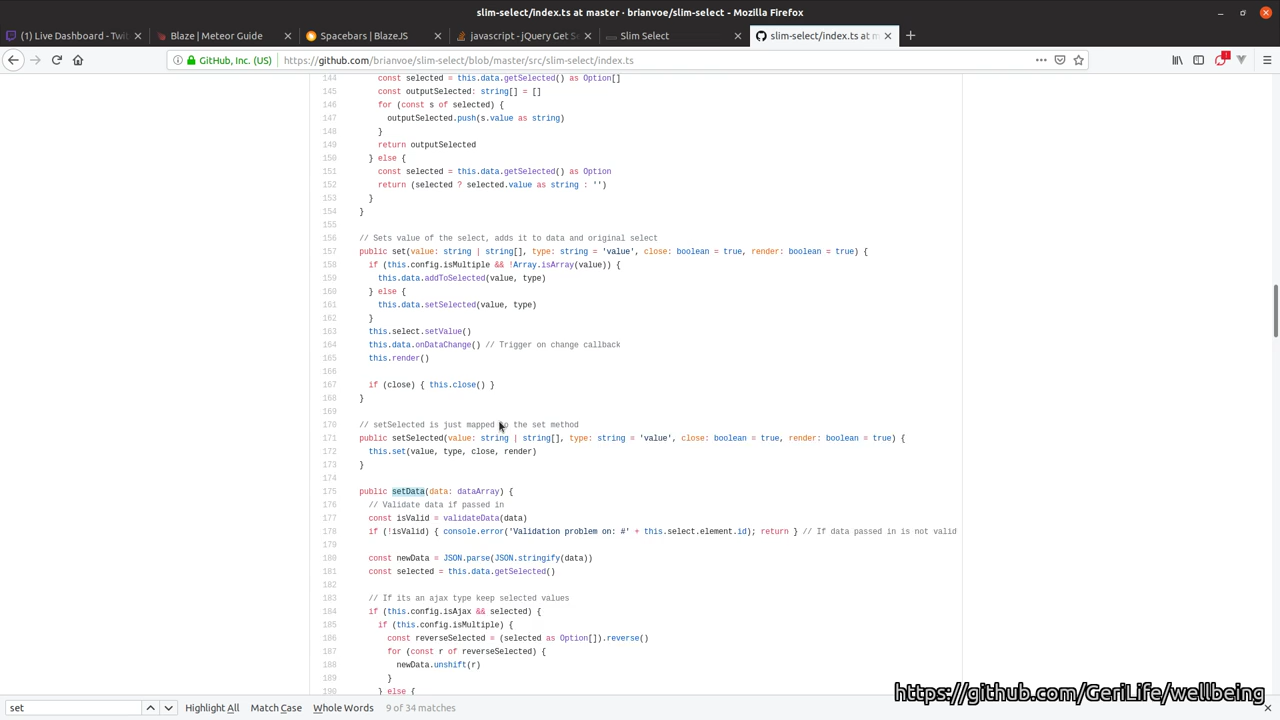 slim-select/index.ts at master · brianvoe/slim-select - Mozilla Firefox
(1) Live Dashboard - Twit
Blaze | Meteor Guide
Spacebars | BlazeJS
javascript - jQuery Get Se
Slim Select
slim-select/index.ts at m
GitHub, Inc. (US)
https://github.com/brianvoe/slim-select/blob/master/src/slim-select/index.ts
144 const selected = this.data.getSelected() as Option[]
145 const outputSelected: string[] = []
146 for (const s of selected) {
147 outputSelected.push(s.value as string)
148 }
149 return outputSelected
150 } else {
151 const selected = this.data.getSelected() as Option
152 return (selected ? selected.value as string : '')
153 }
154 }
155
156 // Sets value of the select, adds it to data and original select
157 public set(value: string | string[], type: string = 'value', close: boolean = true, render: boolean = true) {
158 if (this.config.isMultiple && !Array.isArray(value)) {
159 this.data.addToSelected(value, type)
160 } else {
161 this.data.setSelected(value, type)
162 }
163 this.select.setValue()
164 this.data.onDataChange() // Trigger on change callback
165 this.render()
166
167 if (close) { this.close() }
168 }
169
170 // setSelected is just mapped to the set method
171 public setSelected(value: string | string[], type: string = 'value', close: boolean = true, render: boolean = true) {
172 this.set(value, type, close, render)
173 }
174
175 public setData(data: dataArray) {
176 // Validate data if passed in
177 const isValid = validateData(data)
178 if (!isValid) { console.error('Validation problem on: #' + this.select.element.id); return } // If data passed in is not valid
179
180 const newData = JSON.parse(JSON.stringify(data))
181 const selected = this.data.getSelected()
182
183 // If its an ajax type keep selected values
184 if (this.config.isAjax && selected) {
185 if (this.config.isMultiple) {
186 const reverseSelected = (selected as Option[]).reverse()
187 for (const r of reverseSelected) {
188 newData.unshift(r)
189 }
190 } else {
https://github.com/GeriLife/wellbeing
set
Highlight All
Match Case
Whole Words
9 of 34 matches